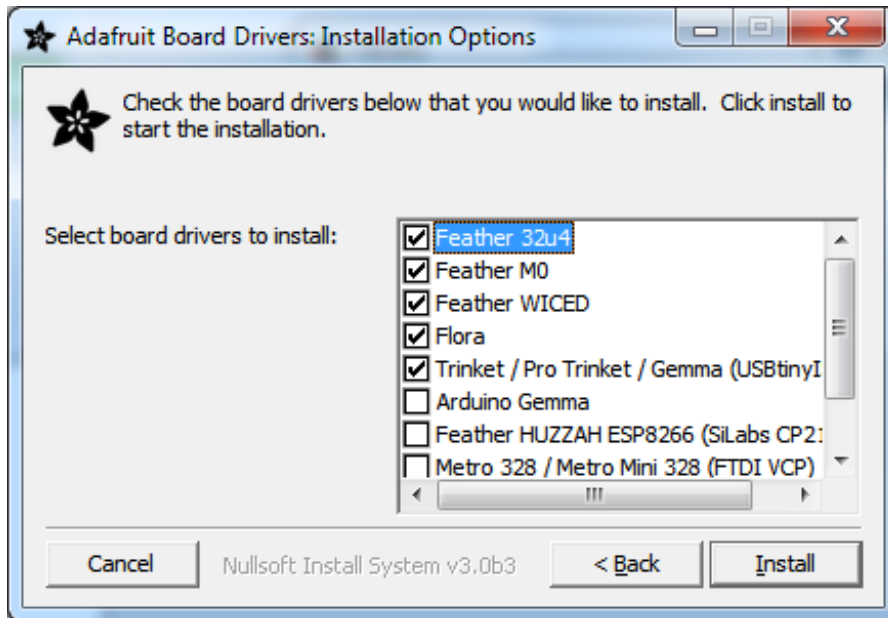 Adafruit Board Drivers: Installation Options
Check the board drivers below that you would like to install. Click install to
start the installation.
Select board drivers to install:
Feather 32u4
Feather M0
Feather WICED
Flora
Trinket / Pro Trinket / Gemma (USBtinyI
Arduino Gemma
Feather HUZZAH ESP8266 (SiLabs CP21
Metro 328 / Metro Mini 328 (FTDI VCP)
Cancel
Nullsoft Install System v3.0b3
< Back
Install